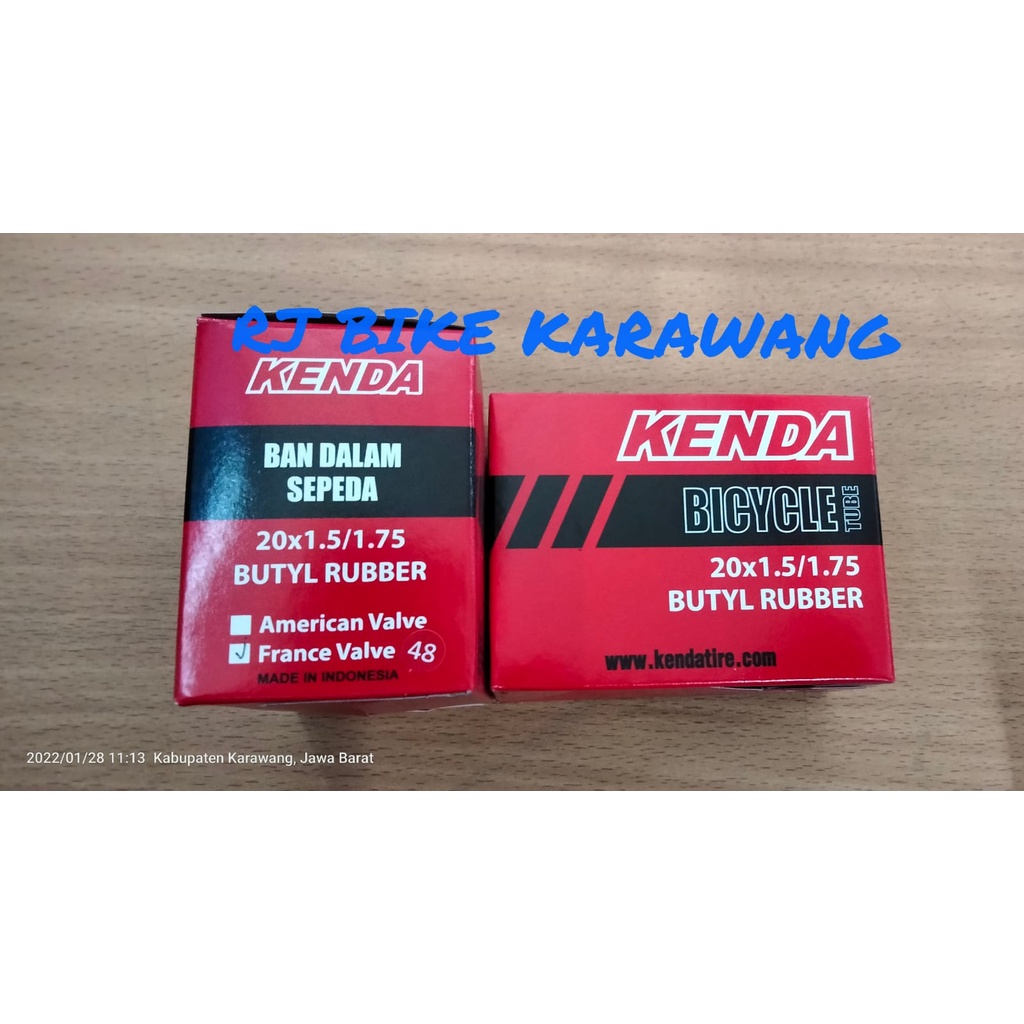 RJ BIKE KARAWANG
KENDA
BAN DALAM
SEPEDA
20x1.5/1.75
BUTYL RUBBER
American Valve
France Valve 48
MADE IN INDONESIA
KENDA
BICYCLE TUBE
20x1.5/1.75
BUTYL RUBBER
www.kendatire.com
2022/01/28 11:13 Kabupaten Karawang, Jawa Barat